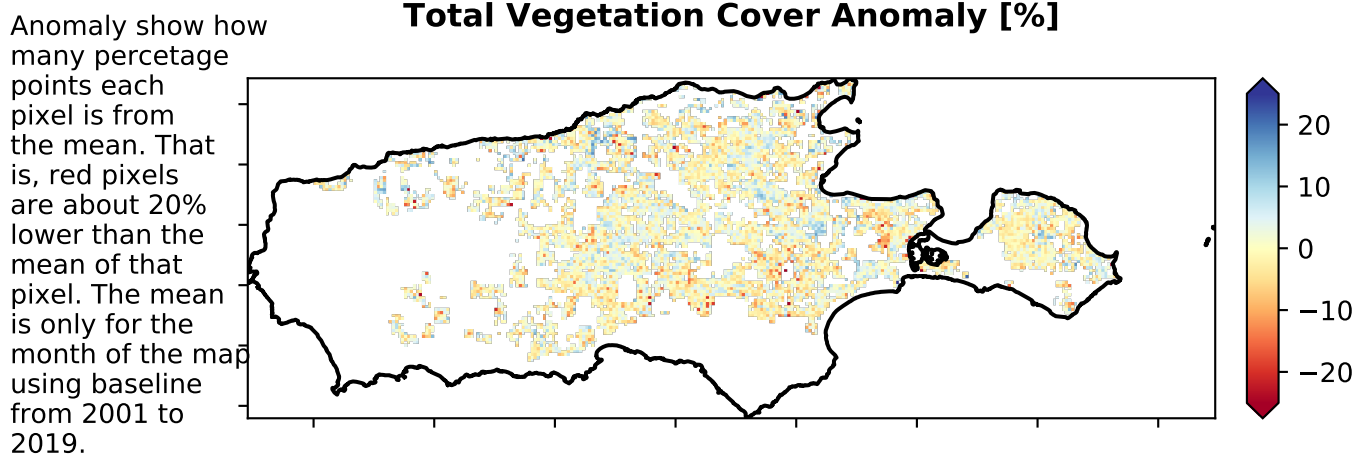 Total Vegetation Cover Anomaly [%]
Anomaly show how
many percetage
points each
pixel is from
the mean. That
is, red pixels
are about 20%
lower than the
mean of that
pixel. The mean
is only for the
month of the map
using baseline
from 2001 to
2019.
20
10
0
−10
−20